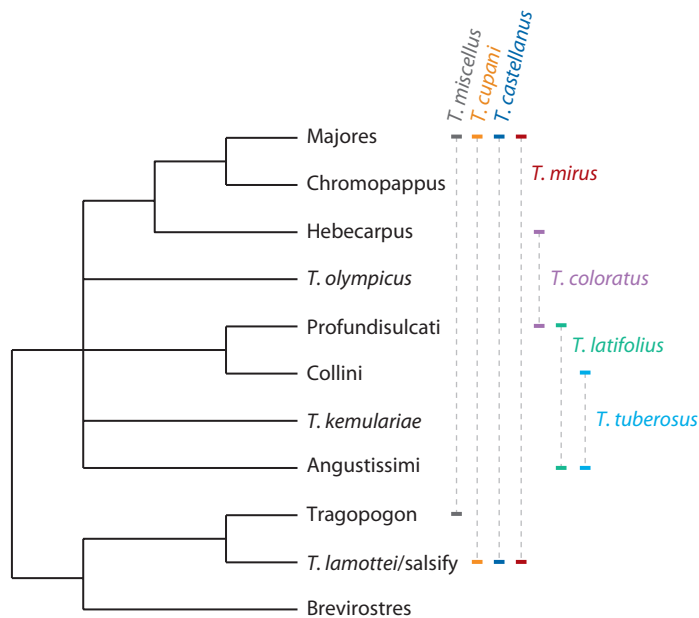 T. miscellus
T. cupani
T. castellanus
Majores
T. mirus
Chromopappus
Hebecarpus
T. olympicus
T. coloratus
Profundisulcati
T. latifolius
Collini
T. kemulariae
T. tuberosus
Angustissimi
Tragopogon
T. lamottei/salsify
Brevirostres